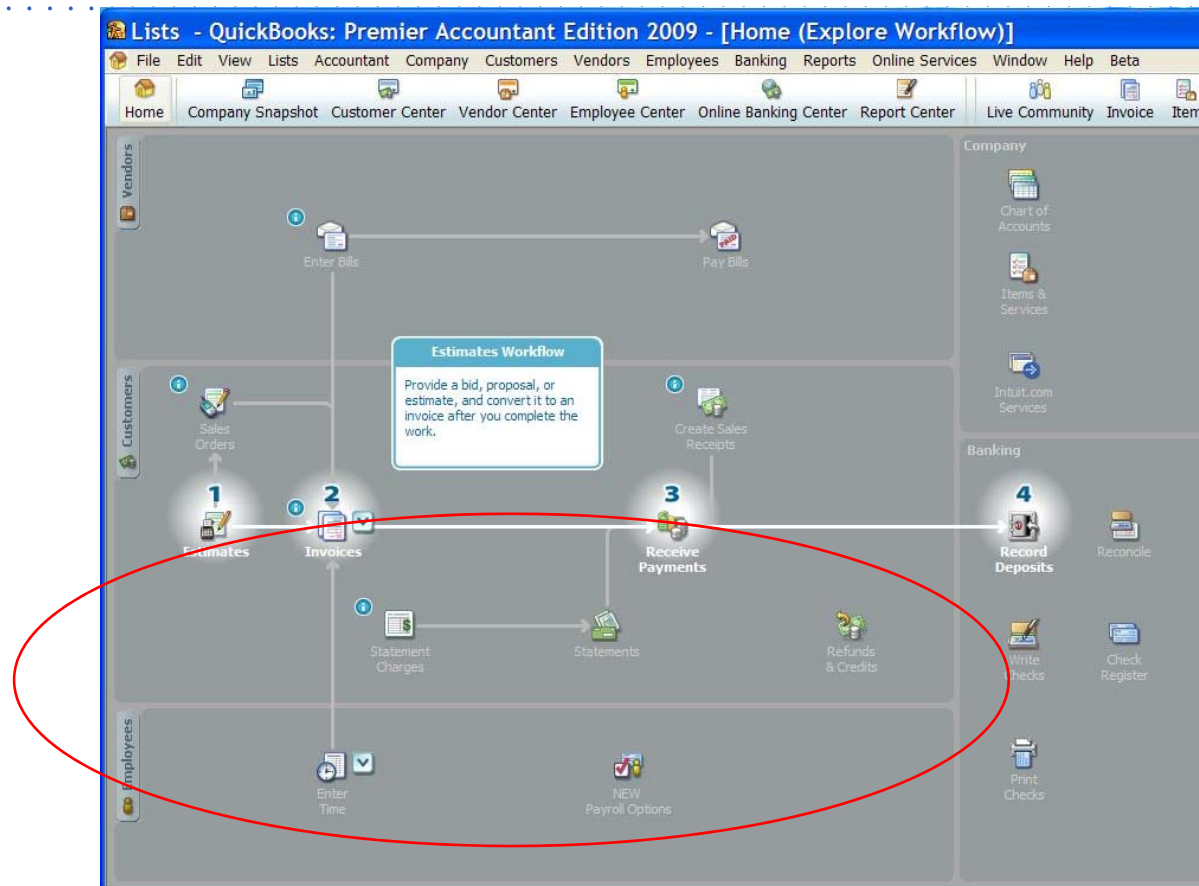 Lists - QuickBooks: Premier Accountant Edition 2009 - [Home (Explore Workflow)]
File Edit View Lists Accountant Company Customers Vendors Employees Banking Reports Online Services Window Help Beta
Home Company Snapshot Customer Center Vendor Center Employee Center Online Banking Center Report Center Live Community Invoice Item
Vendors
Enter Bills
Pay Bills
Company
Chart of
Accounts
Items &
Services
Intuit.com
Services
Customers
Estimates Workflow
Provide a bid, proposal, or
estimate, and convert it to an
invoice after you complete the
work.
Sales
Orders
Create Sales
Receipts
1
Estimates
2
Invoices
3
Receive
Payments
Statement
Charges
Statements
Refunds
& Credits
Banking
4
Record
Deposits
Reconcile
Write
Checks
Check
Register
Print
Checks
Employees
Enter
Time
NEW
Payroll Options